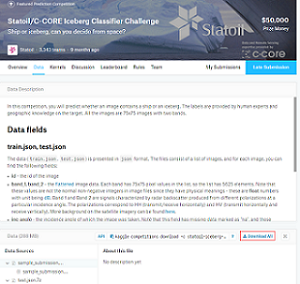 Featured Prediction Competition
Statoil/C-CORE Iceberg Classifier Challenge
$50,000
Ship or iceberg, can you decide from space?
Prize Money
Statoil
C-CORE
Statoil · 3,343 teams · 8 months ago
Overview Data Kernels Discussion Leaderboard Rules Team My Submissions Late Submission
Data Description
In this competition, you will predict whether an image contains a ship or an iceberg. The labels are provided by human experts and
geographic knowledge on the target. All the images are 75x75 images with two bands.
Data fields
train.json, test.json
The data (train.json, test.json) is presented in json format. The files consist of a list of images, and for each image, you can
find the following fields:
id - the id of the image
band_1, band_2 - the flattened image data. Each band has 75x75 pixel values in the list, so the list has 5625 elements. Note that
these values are not the normal non-negative integers in image files since they have physical meanings - these are float numbers
with unit being dB. Band 1 and Band 2 are signals characterized by radar backscatter produced from different polarizations at a
particular incidence angle. The polarizations correspond to HH (transmit/receive horizontally) and HV (transmit horizontally and
receive vertically). More background on the satellite imagery can be found here.
inc_angle - the incidence angle of which the image was taken. Note that this field has missing data marked as "na", and those
API kaggle competitions download -c statoil-iceberg-
Download All
Data Sources
About this file
sample_submission...
No description yet
sample_submission...
test.json.7z